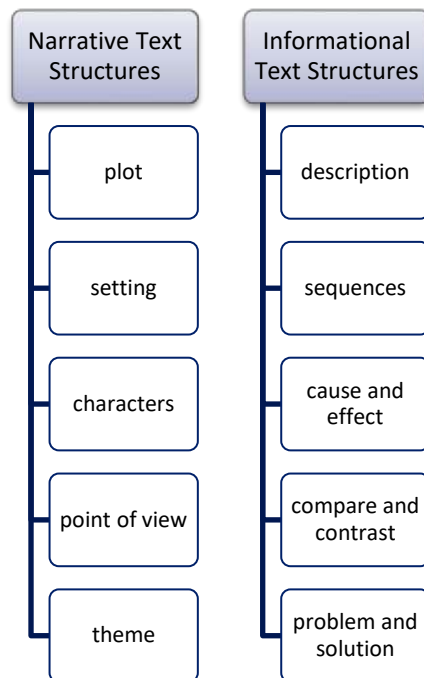 Narrative Text
Structures
plot
setting
characters
point of view
theme
Informational
Text Structures
description
sequences
cause and
effect
compare and
contrast
problem and
solution